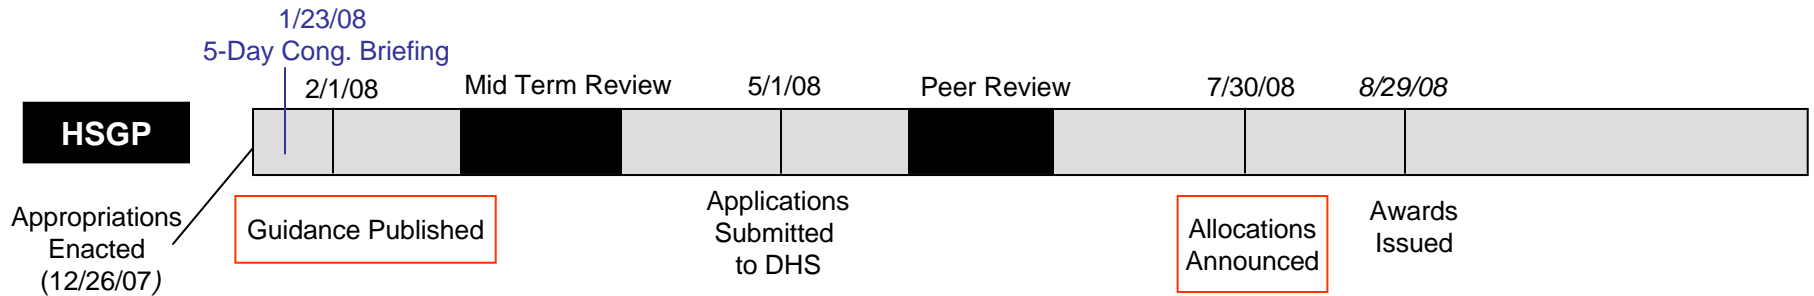 1/23/08
5-Day Cong. Briefing
2/1/08
Mid Term Review
5/1/08
Peer Review
7/30/08
8/29/08
HSGP
Appropriations
Enacted
(12/26/07)
Guidance Published
Applications
Submitted
to DHS
Allocations
Announced
Awards
Issued